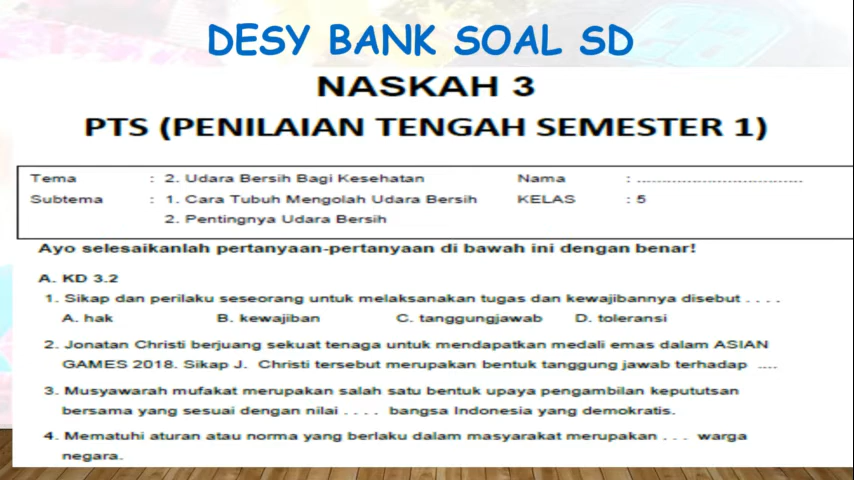 DESY BANK SOAL SD
NASKAH 3
PTS (PENILAIAN TENGAH SEMESTER 1)
Tema : 2. Udara Bersih Bagi Kesehatan Nama : ....................................
Subtema : 1. Cara Tubuh Mengolah Udara Bersih KELAS : 5
2. Pentingnya Udara Bersih
Ayo selesaikanlah pertanyaan-pertanyaan di bawah ini dengan benar!
A. KD 3.2
1. Sikap dan perilaku seseorang untuk melaksanakan tugas dan kewajibannya disebut . . . .
A. hak B. kewajiban C. tanggungjawab D. toleransi
2. Jonatan Christi berjuang sekuat tenaga untuk mendapatkan medali emas dalam ASIAN
GAMES 2018. Sikap J. Christi tersebut merupakan bentuk tanggung jawab terhadap ....
3. Musyawarah mufakat merupakan salah satu bentuk upaya pengambilan kepututsan
bersama yang sesuai dengan nilai . . . . bangsa Indonesia yang demokratis.
4. Mematuhi aturan atau norma yang berlaku dalam masyarakat merupakan . . . warga
negara.